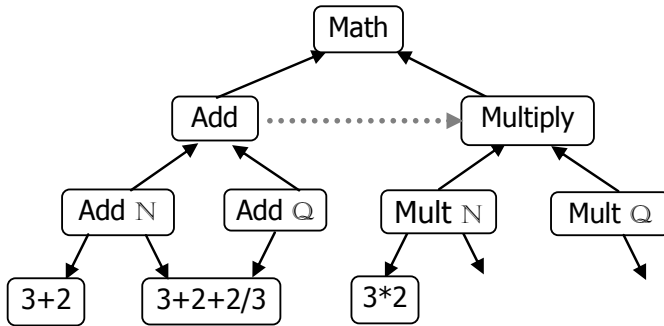 Math
Add
Multiply
Add ℕ
Add ℚ
Mult ℕ
Mult ℚ
3+2
3+2+2/3
3*2